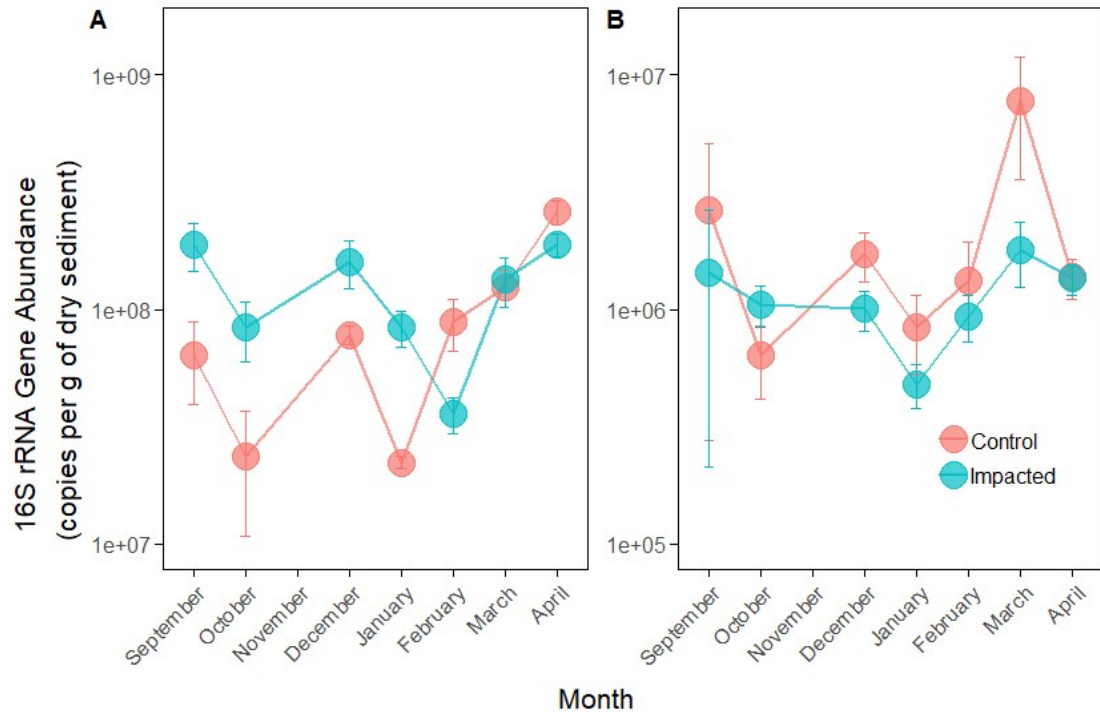 A
B
16S rRNA Gene Abundance
(copies per g of dry sediment)
1e+09
1e+08
1e+07
1e+07
1e+06
1e+05
Control
Impacted
September
October
November
December
January
February
March
April
September
October
November
December
January
February
March
April
Month